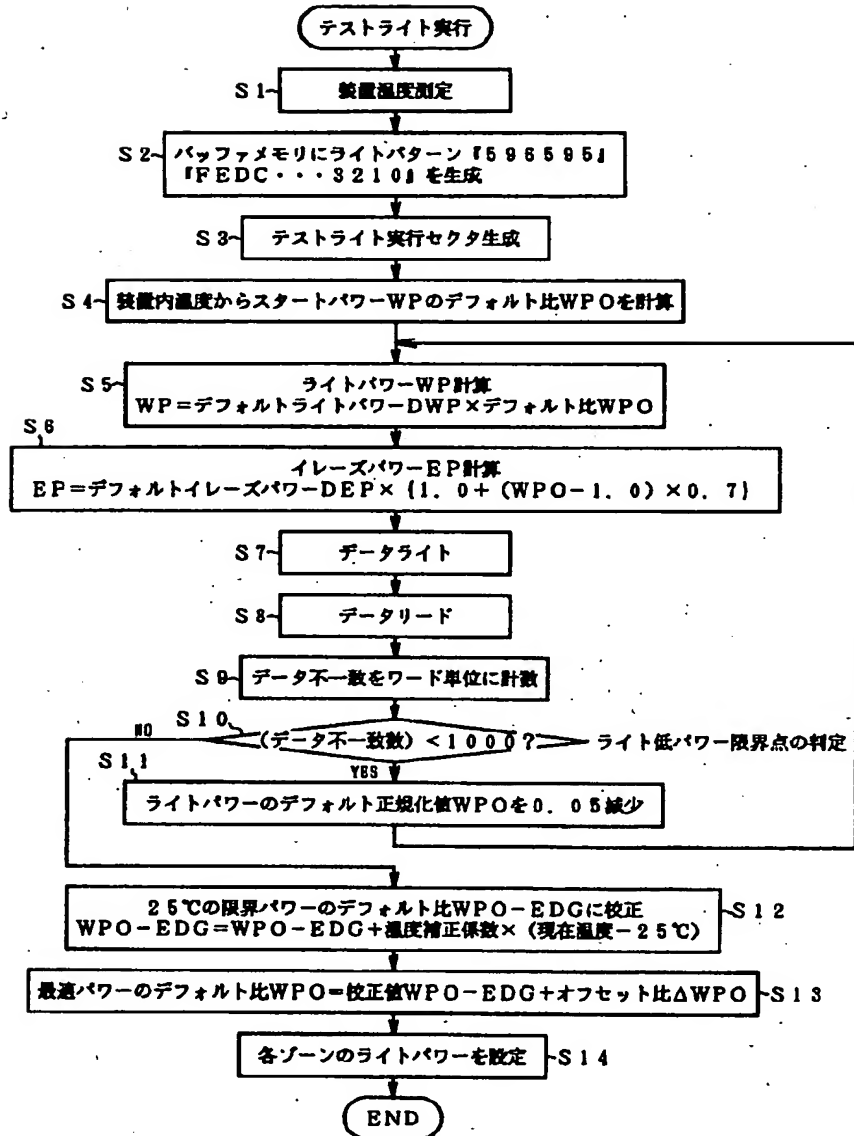 テストライト実行
S1
装置温度測定
S2
バッファメモリにライトパターン『596595』
『FEDC・・・3210』を生成
S3
テストライト実行セクタ生成
S4
装置内温度からスタートパワーWPのデフォルト比WPOを計算
S5
ライトパワーWP計算
WP=デフォルトライトパワーDWP×デフォルト比WPO
S6
イレーズパワーEP計算
EP=デフォルトイレーズパワーDEP×{1.0+(WPO-1.0)×0.7}
S7
データライト
S8
データリード
S9
データ不一致をワード単位に計数
S10
NO
(データ不一致数)<1000?
ライト低パワー限界点の判定
YES
S11
ライトパワーのデフォルト正規化値WPOを0.05減少
25℃の限界パワーのデフォルト比WPO-EDGに校正
WPO-EDG=WPO-EDG+温度補正係数×(現在温度-25℃)
S12
最適パワーのデフォルト比WPO=校正値WPO-EDG+オフセット比ΔWPO
S13
各ゾーンのライトパワーを設定
S14
END